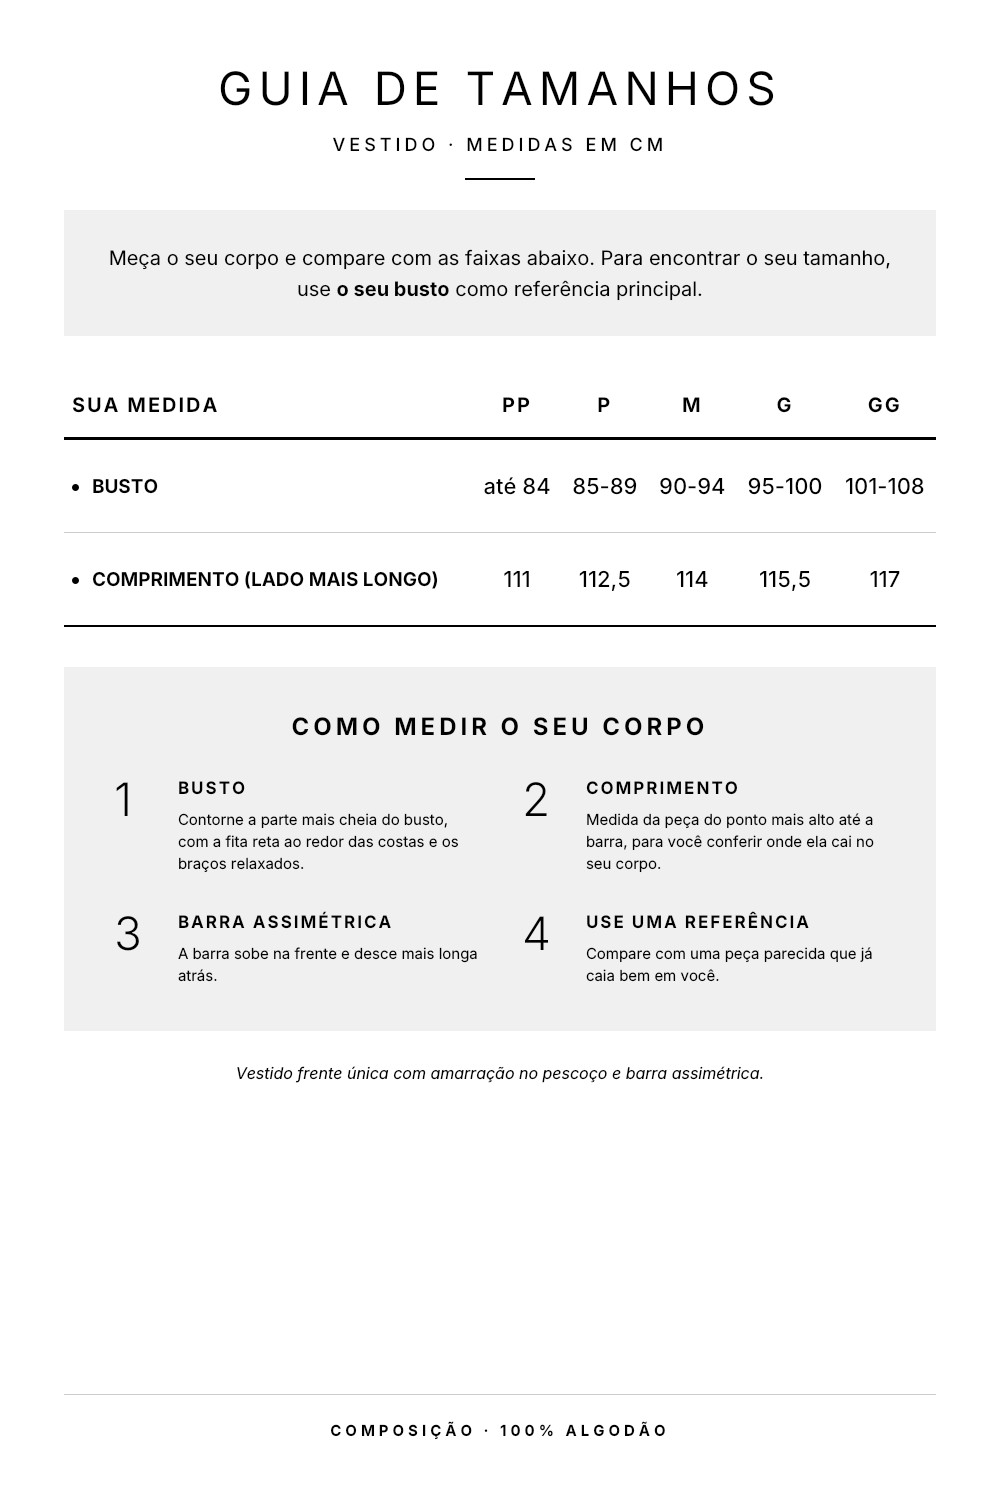 GUIA DE TAMANHOS
VESTIDO · MEDIDAS EM CM
Meça o seu corpo e compare com as faixas abaixo. Para encontrar o seu tamanho,
use o seu busto como referência principal.
SUA MEDIDA PP P M G GG
• BUSTO até 84 85-89 90-94 95-100 101-108
• COMPRIMENTO (LADO MAIS LONGO) 111 112,5 114 115,5 117
COMO MEDIR O SEU CORPO
1 BUSTO
Contorne a parte mais cheia do busto,
com a fita reta ao redor das costas e os
braços relaxados.
2 COMPRIMENTO
Medida da peça do ponto mais alto até a
barra, para você conferir onde ela cai no
seu corpo.
3 BARRA ASSIMÉTRICA
A barra sobe na frente e desce mais longa
atrás.
4 USE UMA REFERÊNCIA
Compare com uma peça parecida que já
caia bem em você.
Vestido frente única com amarração no pescoço e barra assimétrica.
COMPOSIÇÃO · 100% ALGODÃO